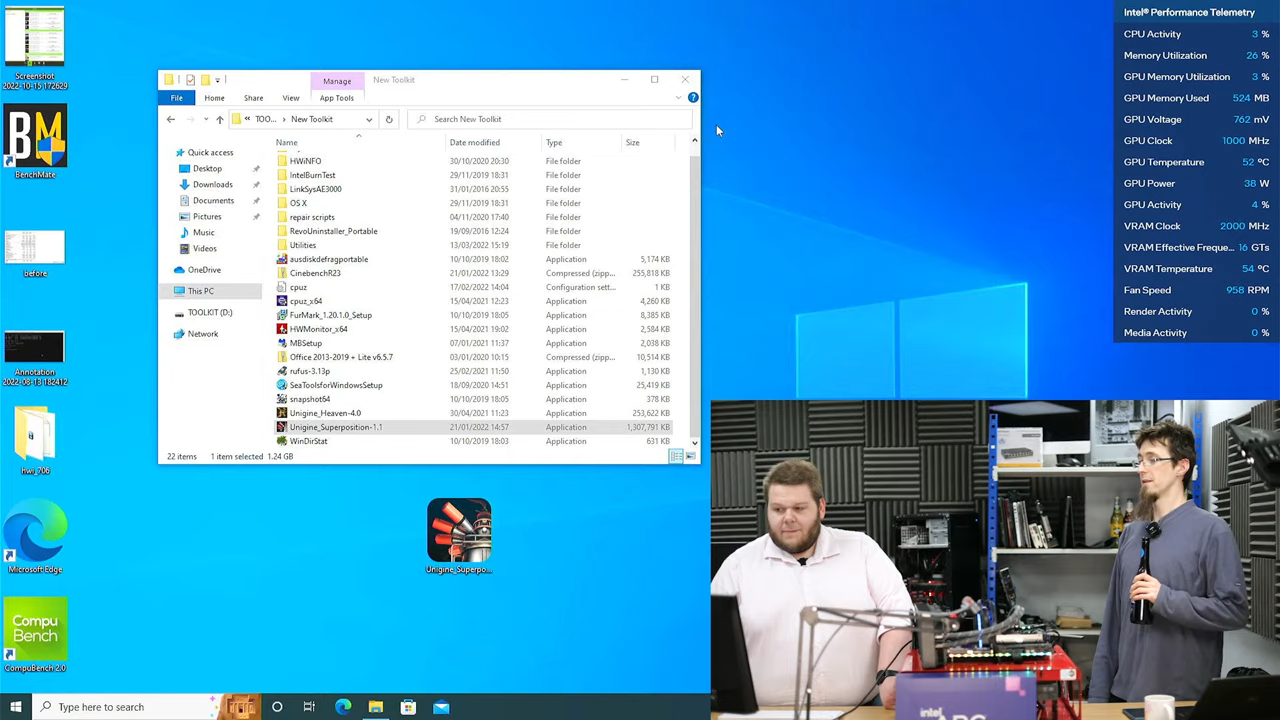 Screenshot
2022-10-15 172629
BM
BenchMate
before
Annotation
2022-08-13 182412
hwi_706
Microsoft Edge
Compu
Bench
CompuBench 2.0
Manage
New Toolkit
File
Home
Share
View
App Tools
« TOO... > New Toolkit
Search New Toolkit
Name Date modified Type Size
Quick access
Desktop
Downloads
Documents
Pictures
Music
Videos
OneDrive
This PC
TOOLKIT (D:)
Network
HWiNFO 30/10/2020 20:30 File folder
IntelBurnTest 29/11/2019 18:31 File folder
LinkSysAE3000 31/01/2016 20:55 File folder
OS X 29/11/2019 18:31 File folder
repair scripts 04/11/2020 17:40 File folder
RevoUninstaller_Portable 19/09/2016 12:24 File folder
Utilities 13/03/2022 15:19 File folder
ausdiskdefragportable 10/10/2019 18:02 Application 5,174 KB
CinebenchR23 21/01/2022 13:29 Compressed (zipp... 255,818 KB
cpuz 17/02/2022 14:04 Configuration sett... 1 KB
cpuz_x64 15/04/2021 12:23 Application 4,260 KB
FurMark_1.20.1.0_Setup 10/10/2019 18:05 Application 8,385 KB
HWMonitor_x64 15/04/2021 19:02 Application 2,584 KB
MBSetup 07/01/2021 11:37 Application 2,038 KB
Office 2013-2019 + Lite v6.5.7 03/01/2020 10:15 Compressed (zipp... 10,514 KB
rufus-3.13p 25/02/2021 11:50 Application 1,130 KB
SeaToolsforWindowsSetup 18/09/2020 14:51 Application 25,419 KB
snapshot64 10/10/2019 18:05 Application 378 KB
Unigine_Heaven-4.0 30/04/2021 11:23 Application 253,622 KB
Unigine_Superposition-1.1 21/01/2022 14:57 Application 1,307,791 KB
WinDirStat 10/10/2019 18:03 Application 631 KB
22 items 1 item selected 1.24 GB
Unigine_Superpo...
Type here to search
Intel® Performance Telemetry
CPU Activity 3 %
Memory Utilization 26 %
GPU Memory Utilization 3 %
GPU Memory Used 524 MB
GPU Voltage 762 mV
GPU Clock 1000 MHz
GPU Temperature 52 °C
GPU Power 38 W
GPU Activity 4 %
VRAM Clock 2000 MHz
VRAM Effective Freque... 16 GTs
VRAM Temperature 54 °C
Fan Speed 958 RPM
Render Activity 0 %
Media Activity 0 %
intel
ARC